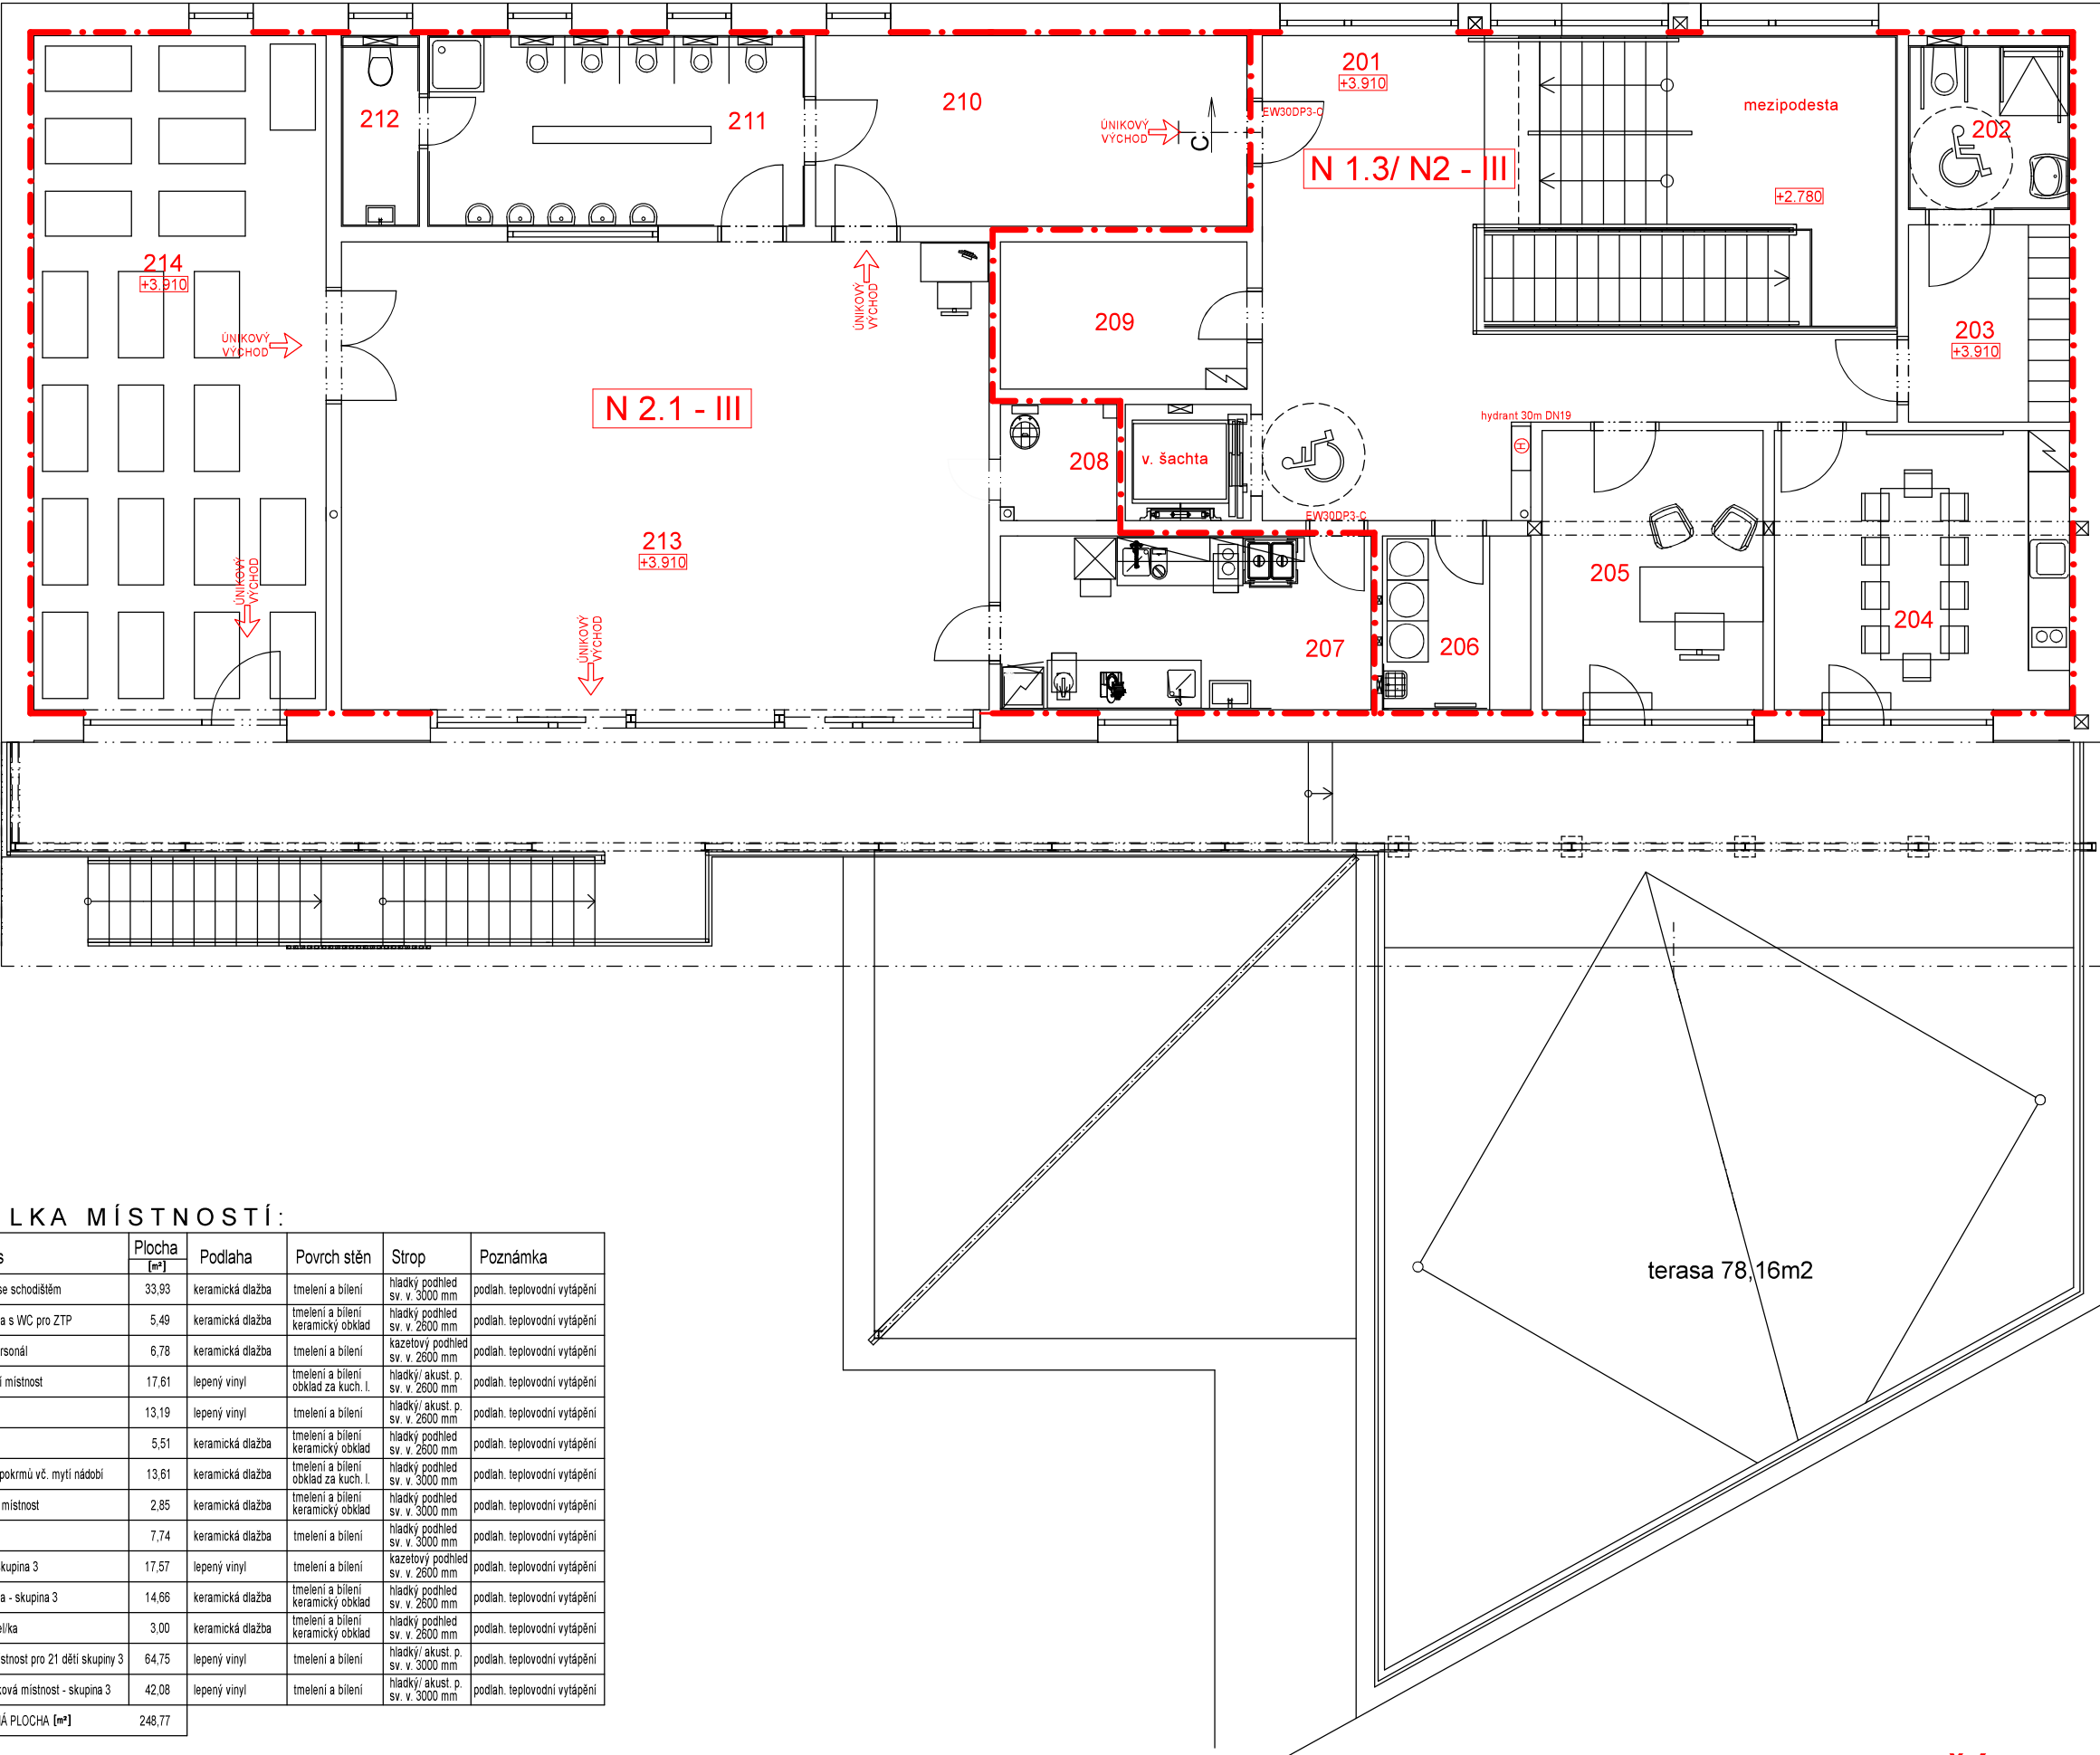 201
+3.910
EW30DP3-C
mezipodesta
202
212
211
210
ÚNIKOVÝ
VÝCHOD
C
N 1.3/ N2 - III
+2.780
214
+3.910
ÚNIKOVÝ
VÝCHOD
ÚNIKOVÝ
VÝCHOD
209
203
+3.910
N 2.1 - III
hydrant 30m DN19
H
208
v. šachta
EW30DP3-C
213
+3.910
ÚNIKOVÝ
VÝCHOD
ÚNIKOVÝ
VÝCHOD
205
204
207
206
terasa 78,16m2
LKA MÍSTNOSTÍ:
s Plocha [m²] Podlaha Povrch stěn Strop Poznámka
se schodištěm 33,93 keramická dlažba tmelení a bílení hladký podhled sv. v. 3000 mm podlah. teplovodní vytápění
a s WC pro ZTP 5,49 keramická dlažba tmelení a bílení keramický obklad hladký podhled sv. v. 2600 mm podlah. teplovodní vytápění
rsonál 6,78 keramická dlažba tmelení a bílení kazetový podhled sv. v. 2600 mm podlah. teplovodní vytápění
í místnost 17,61 lepený vinyl tmelení a bílení obklad za kuch. l. hladký/ akust. p. sv. v. 2600 mm podlah. teplovodní vytápění
13,19 lepený vinyl tmelení a bílení hladký/ akust. p. sv. v. 2600 mm podlah. teplovodní vytápění
5,51 keramická dlažba tmelení a bílení keramický obklad hladký podhled sv. v. 2600 mm podlah. teplovodní vytápění
pokrmů vč. mytí nádobí 13,61 keramická dlažba tmelení a bílení obklad za kuch. l. hladký podhled sv. v. 3000 mm podlah. teplovodní vytápění
místnost 2,85 keramická dlažba tmelení a bílení keramický obklad hladký podhled sv. v. 3000 mm podlah. teplovodní vytápění
7,74 keramická dlažba tmelení a bílení hladký podhled sv. v. 3000 mm podlah. teplovodní vytápění
kupina 3 17,57 lepený vinyl tmelení a bílení kazetový podhled sv. v. 2600 mm podlah. teplovodní vytápění
a - skupina 3 14,66 keramická dlažba tmelení a bílení keramický obklad hladký podhled sv. v. 2600 mm podlah. teplovodní vytápění
el/ka 3,00 keramická dlažba tmelení a bílení keramický obklad hladký podhled sv. v. 2600 mm podlah. teplovodní vytápění
stnost pro 21 dětí skupiny 3 64,75 lepený vinyl tmelení a bílení hladký/ akust. p. sv. v. 3000 mm podlah. teplovodní vytápění
ková místnost - skupina 3 42,08 lepený vinyl tmelení a bílení hladký/ akust. p. sv. v. 3000 mm podlah. teplovodní vytápění
Á PLOCHA [m²] 248,77